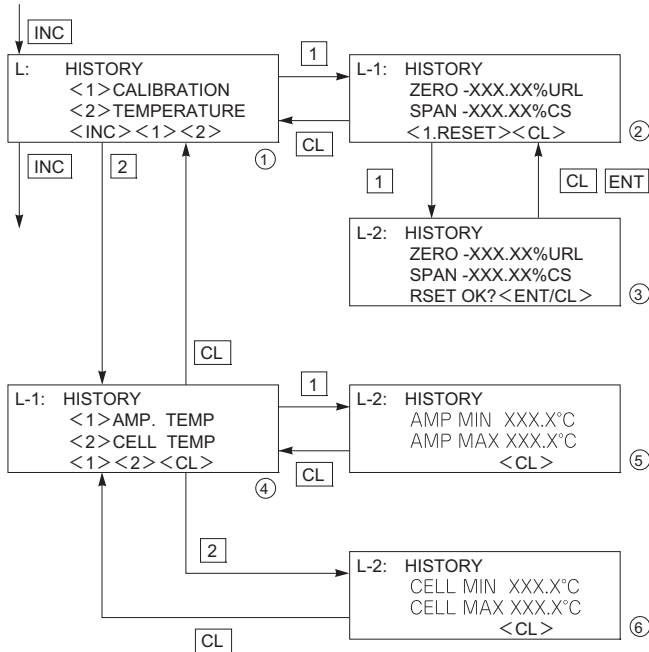 INC
L: HISTORY
<1>CALIBRATION
<2>TEMPERATURE
<INC><1><2>
①
1
CL
L-1: HISTORY
ZERO -XXX.XX%URL
SPAN -XXX.XX%CS
<1.RESET><CL>
②
INC
2
1
CL ENT
L-2: HISTORY
ZERO -XXX.XX%URL
SPAN -XXX.XX%CS
RSET OK?<ENT/CL>
③
CL
L-1: HISTORY
<1>AMP. TEMP
<2>CELL TEMP
<1><2><CL>
④
1
CL
L-2: HISTORY
AMP MIN XXX.X°C
AMP MAX XXX.X°C
<CL>
⑤
2
L-2: HISTORY
CELL MIN XXX.X°C
CELL MAX XXX.X°C
<CL>
⑥
CL